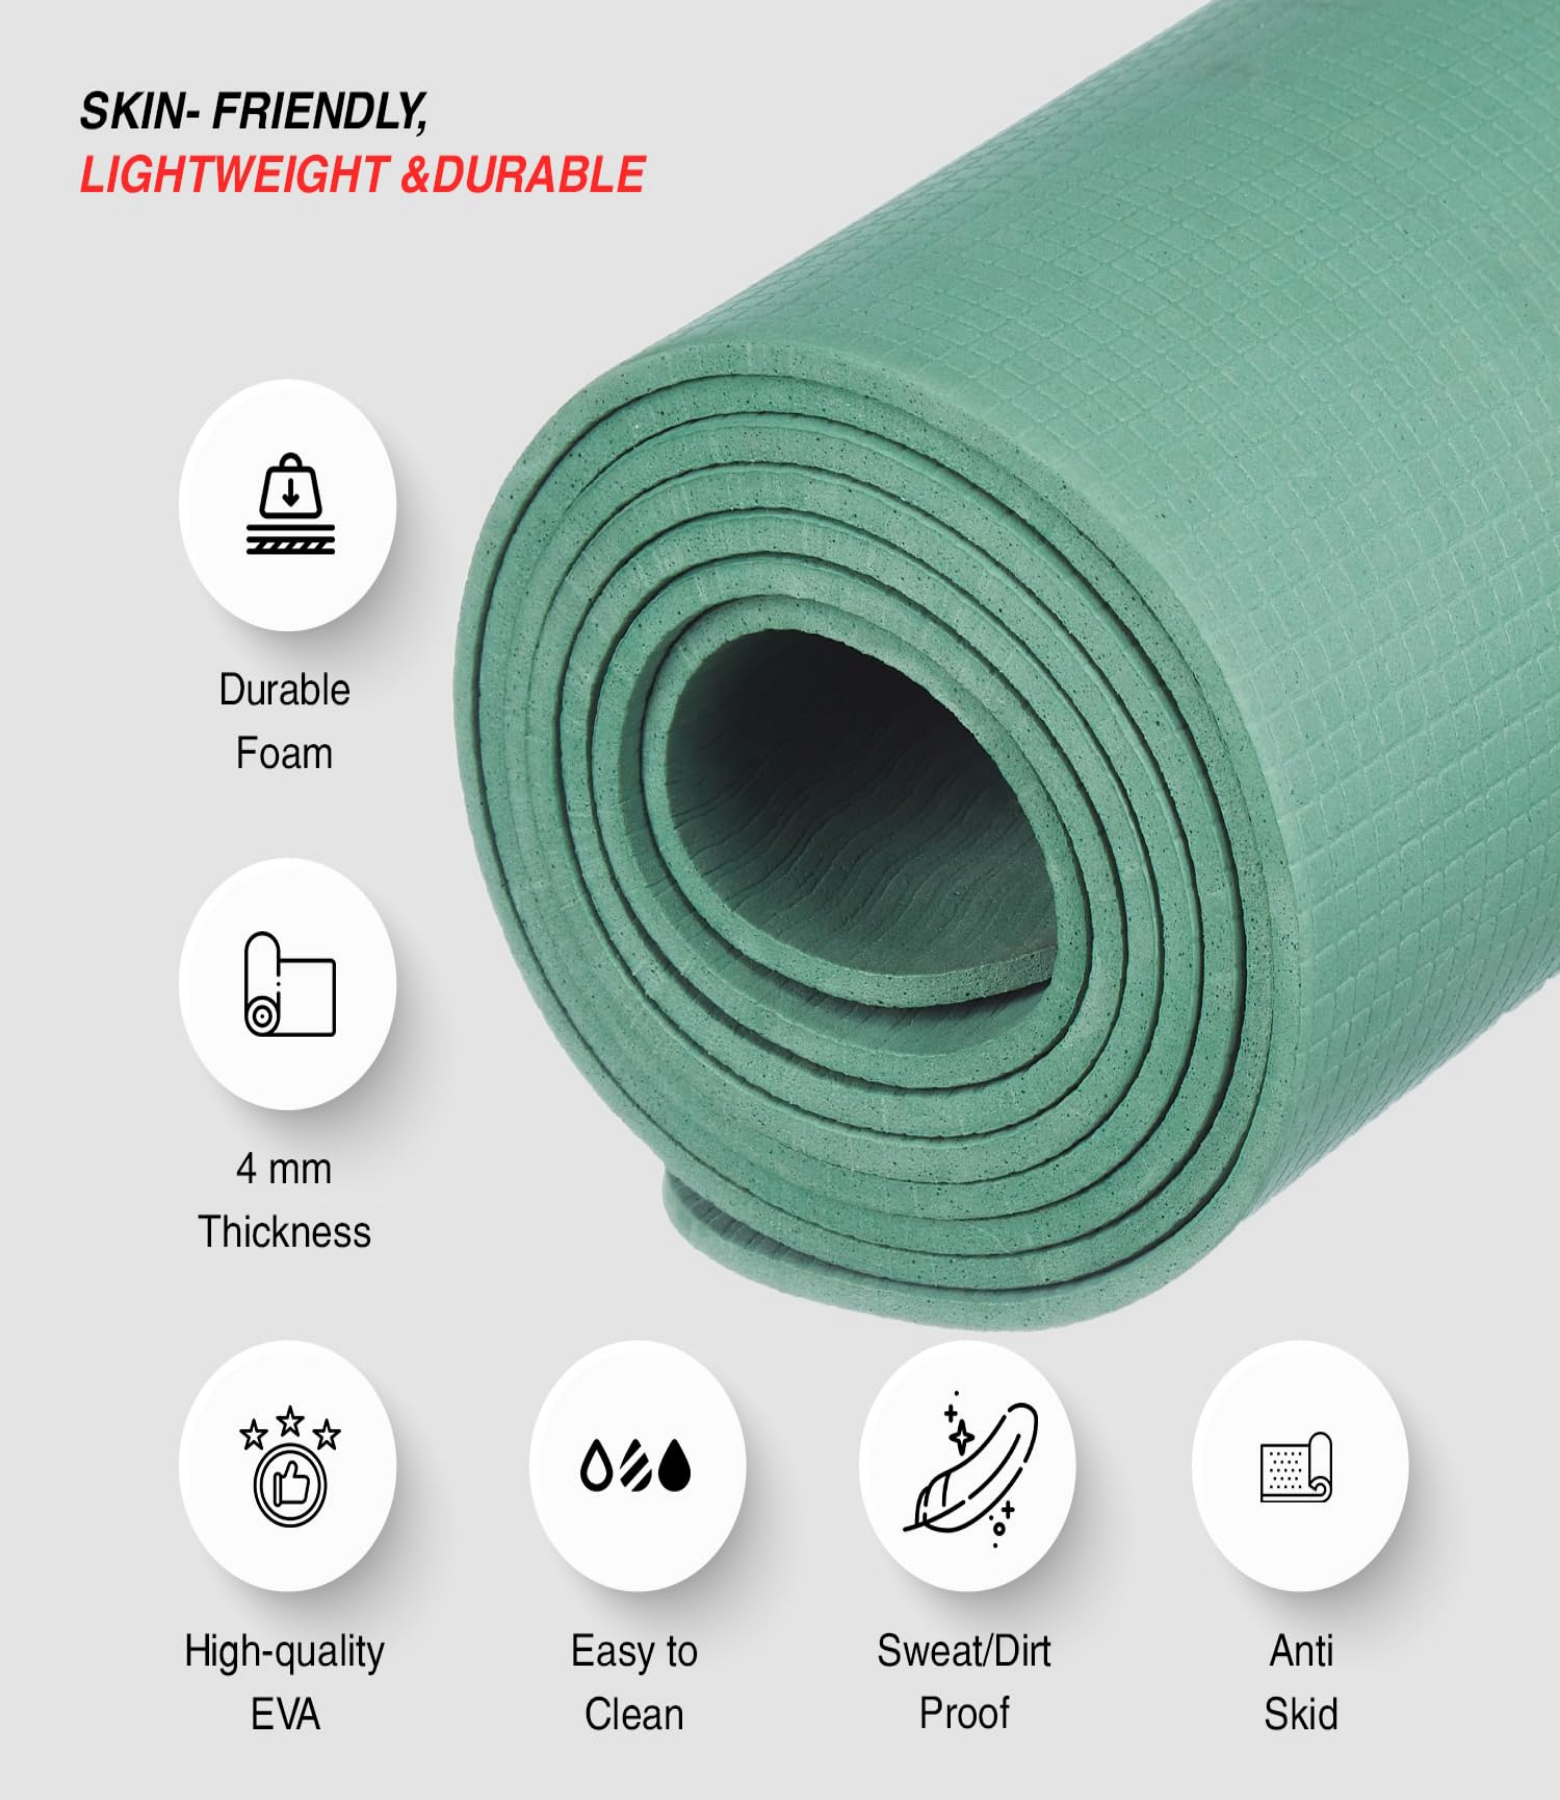 SKIN- FRIENDLY,
LIGHTWEIGHT &DURABLE
Durable
Foam
4 mm
Thickness
High-quality
EVA
Easy to
Clean
Sweat/Dirt
Proof
Anti
Skid